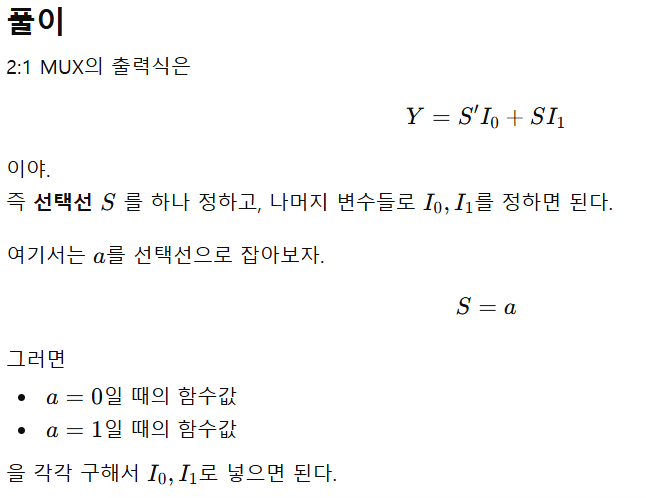 풀이
2:1 MUX의 출력식은
Y = S′I₀ + SI₁
이야.
즉 선택선 S 를 하나 정하고, 나머지 변수들로 I₀, I₁를 정하면 된다.
여기서는 a를 선택선으로 잡아보자.
S = a
그러면
• a = 0일 때의 함수값
• a = 1일 때의 함수값
을 각각 구해서 I₀, I₁로 넣으면 된다.